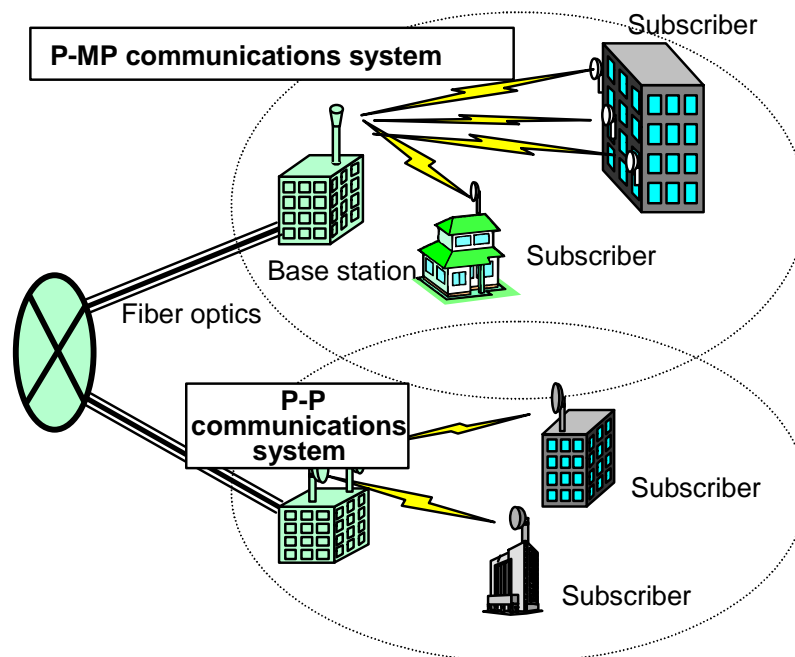 Subscriber
P-MP communications system
Base station
Subscriber
Fiber optics
P-P
communications
system
Subscriber
Subscriber